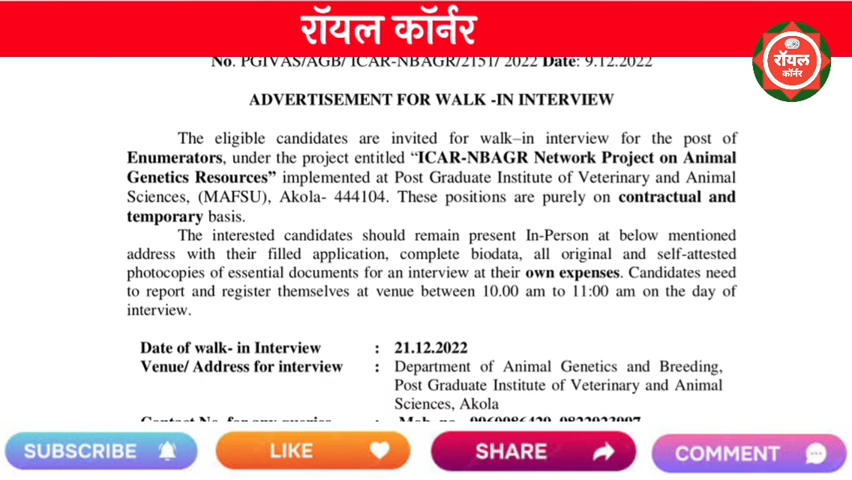 रॉयल कॉर्नर
रॉयल
कॉर्नर
No. PGIVAS/AGB/ ICAR-NBAGR/2151/ 2022 Date: 9.12.2022
ADVERTISEMENT FOR WALK -IN INTERVIEW
The eligible candidates are invited for walk–in interview for the post of
Enumerators, under the project entitled “ICAR-NBAGR Network Project on Animal
Genetics Resources” implemented at Post Graduate Institute of Veterinary and Animal
Sciences, (MAFSU), Akola- 444104. These positions are purely on contractual and
temporary basis.
The interested candidates should remain present In-Person at below mentioned
address with their filled application, complete biodata, all original and self-attested
photocopies of essential documents for an interview at their own expenses. Candidates need
to report and register themselves at venue between 10.00 am to 11:00 am on the day of
interview.
Date of walk- in Interview : 21.12.2022
Venue/ Address for interview : Department of Animal Genetics and Breeding,
Post Graduate Institute of Veterinary and Animal
Sciences, Akola
Contact No. for any queries : Mob. no.
SUBSCRIBE
LIKE
SHARE
COMMENT